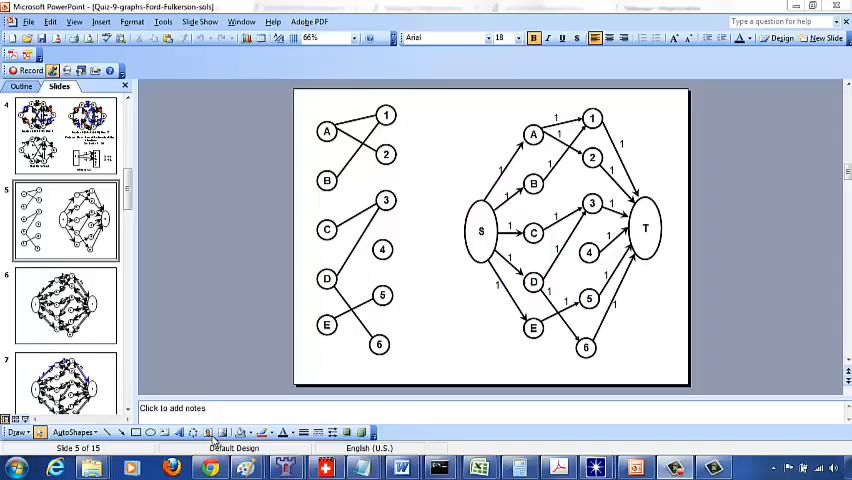 Microsoft PowerPoint - [Quiz-9-graphs-Ford-Fulkerson-sols]
File Edit View Insert Format Tools Slide Show Window Help Adobe PDF
Type a question for help
66% Arial 18 B I U S A Design New Slide
Record
Outline Slides
4
5
6
7
A 1
2
B
3
C
4
D
5
E
6
S A B C D E 1 2 3 4 5 6 T
1 1 1 1 1
1 1 1 1 1 1 1
1 1 1 1 1 1
Click to add notes
Draw AutoShapes
Slide 5 of 15 Default Design English (U.S.)